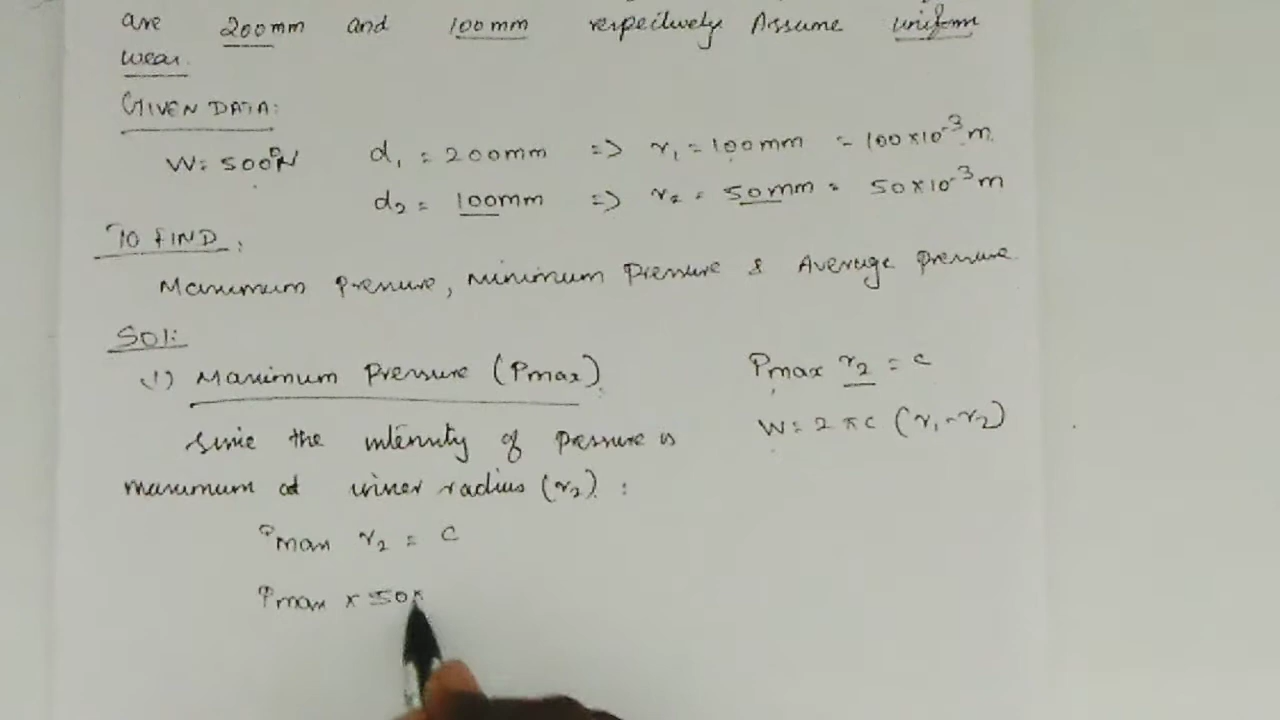 are 200mm and 100mm respectively Assume uniform
wear.
GIVEN DATA:
W = 5000N d1 = 200mm => r1 = 100mm = 100×10^-3 m
d2 = 100mm => r2 = 50mm = 50×10^-3 m
TO FIND:
Maximum Pressure, Minimum Pressure & Average pressure.
Sol:
(1) Maximum Pressure (Pmax)
Pmax r2 = c
W = 2πc (r1-r2)
Since the intensity of pressure is
maximum at inner radius (r2) :
Pmax r2 = C
Pmax × 50×